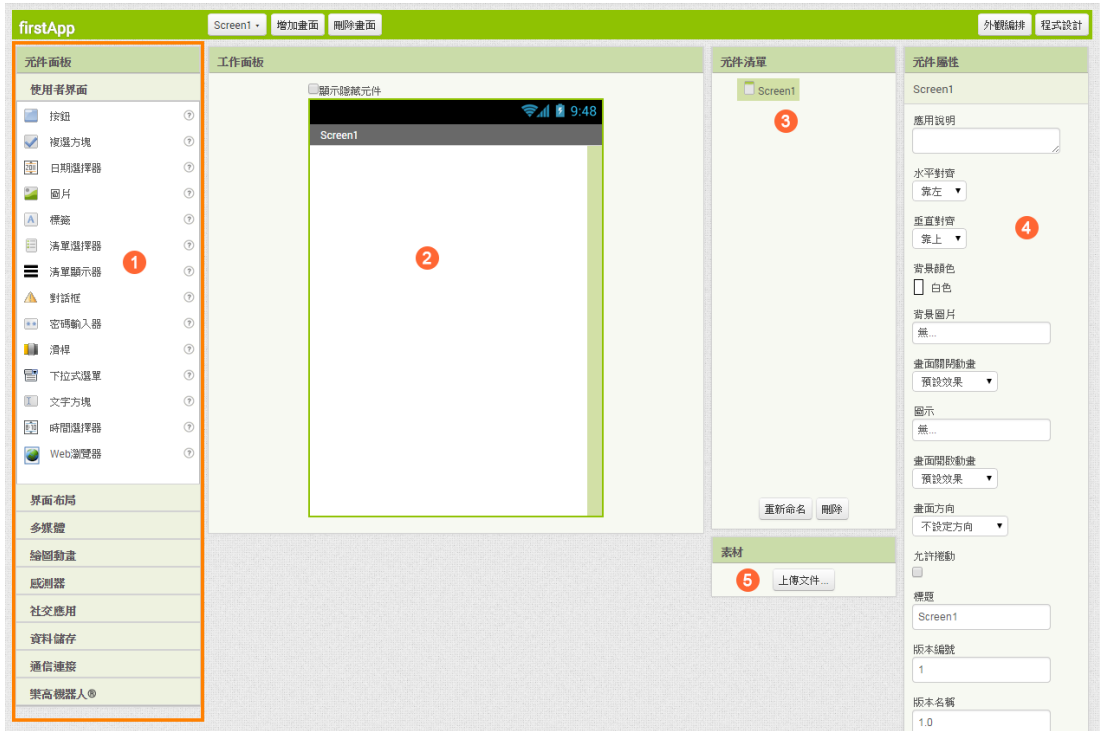 firstApp
Screen1
增加畫面
刪除畫面
外觀編排
程式設計
元件面板
使用者界面
按鈕
複選方塊
日期選擇器
圖片
標籤
清單選擇器
清單顯示器
對話框
密碼輸入器
滑桿
下拉式選單
文字方塊
時間選擇器
Web瀏覽器
界面布局
多媒體
繪圖動畫
感測器
社交應用
資料儲存
通信連接
樂高機器人®
1
工作面板
顯示隱藏元件
9:48
Screen1
2
元件清單
Screen1
3
重新命名
刪除
素材
5
上傳文件...
元件屬性
Screen1
應用說明
水平對齊
靠左
垂直對齊
靠上
4
背景顏色
白色
背景圖片
無...
畫面關閉動畫
預設效果
圖示
無...
畫面開啟動畫
預設效果
畫面方向
不設定方向
允許捲動
標題
Screen1
版本編號
1
版本名稱
1.0